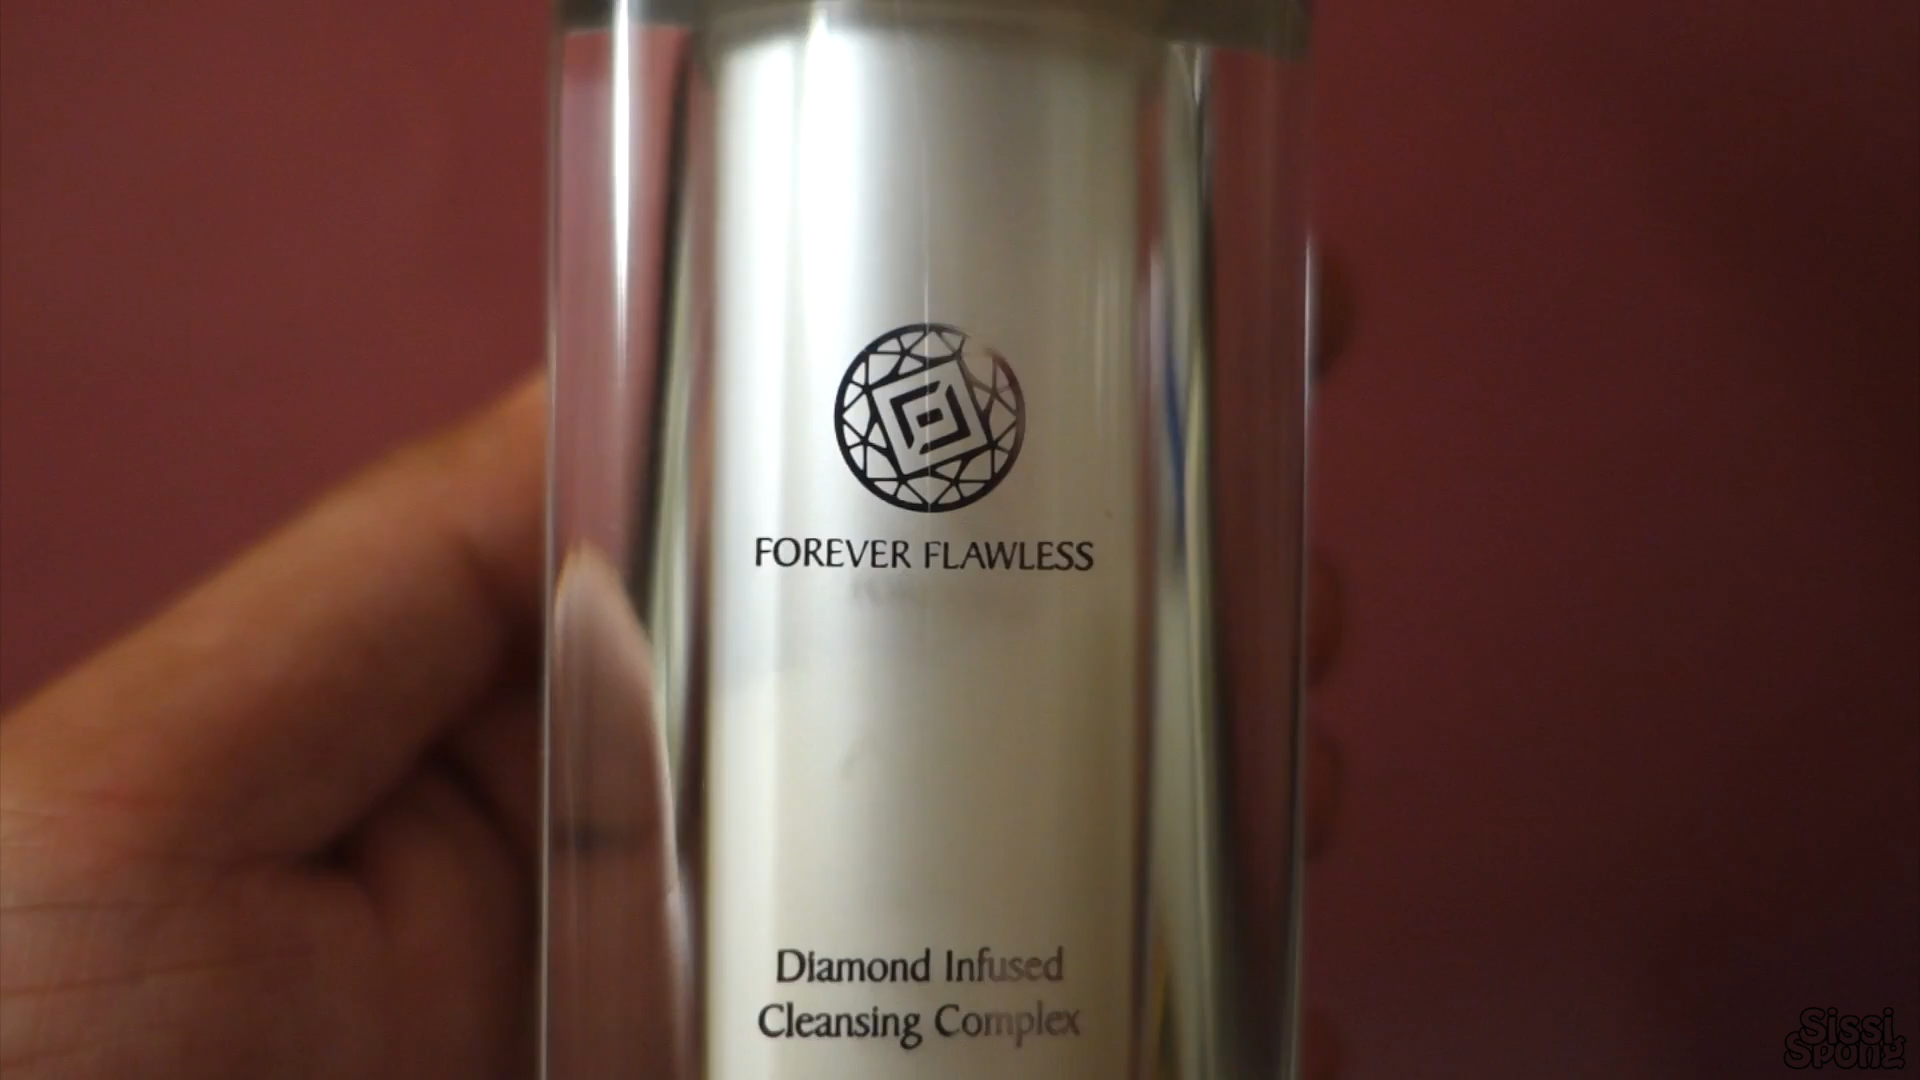 FOREVER FLAWLESS
Diamond Infused
Cleansing Complex
Sissi
Spong